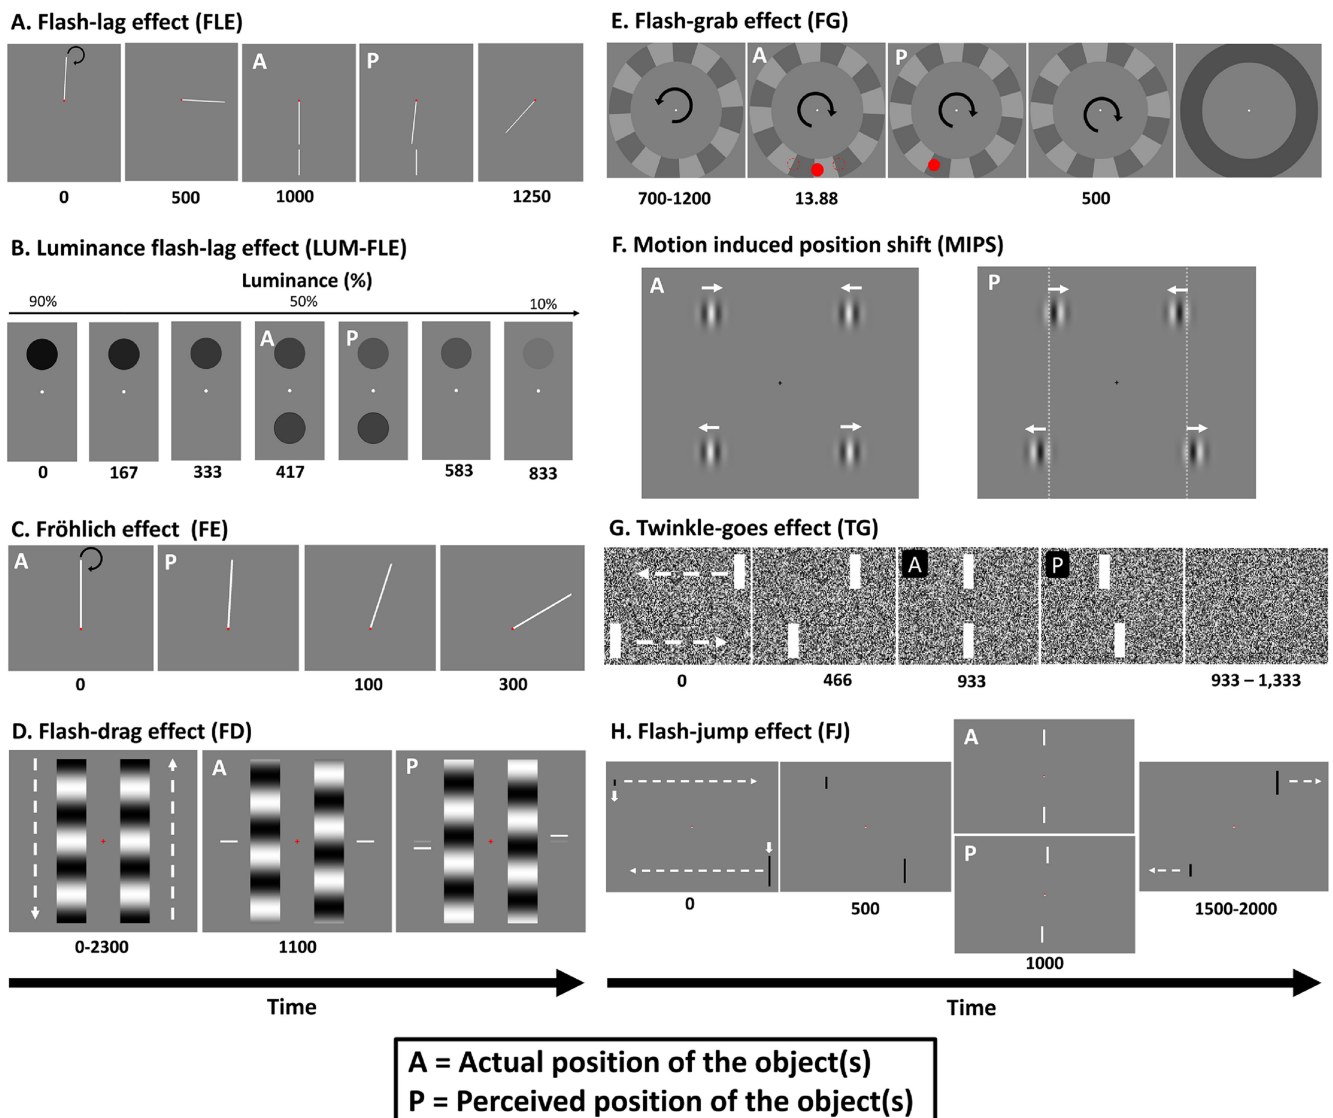 A. Flash-lag effect (FLE)
A
P
0
500
1000
1250
B. Luminance flash-lag effect (LUM-FLE)
Luminance (%)
90%
50%
10%
A
P
0
167
333
417
583
833
C. Fröhlich effect (FE)
A
P
0
100
300
D. Flash-drag effect (FD)
A
P
0-2300
1100
Time
E. Flash-grab effect (FG)
A
P
700-1200
13.88
500
F. Motion induced position shift (MIPS)
A
P
G. Twinkle-goes effect (TG)
A
P
0
466
933
933 – 1,333
H. Flash-jump effect (FJ)
A
P
0
500
1000
1500-2000
Time
A = Actual position of the object(s)
P = Perceived position of the object(s)